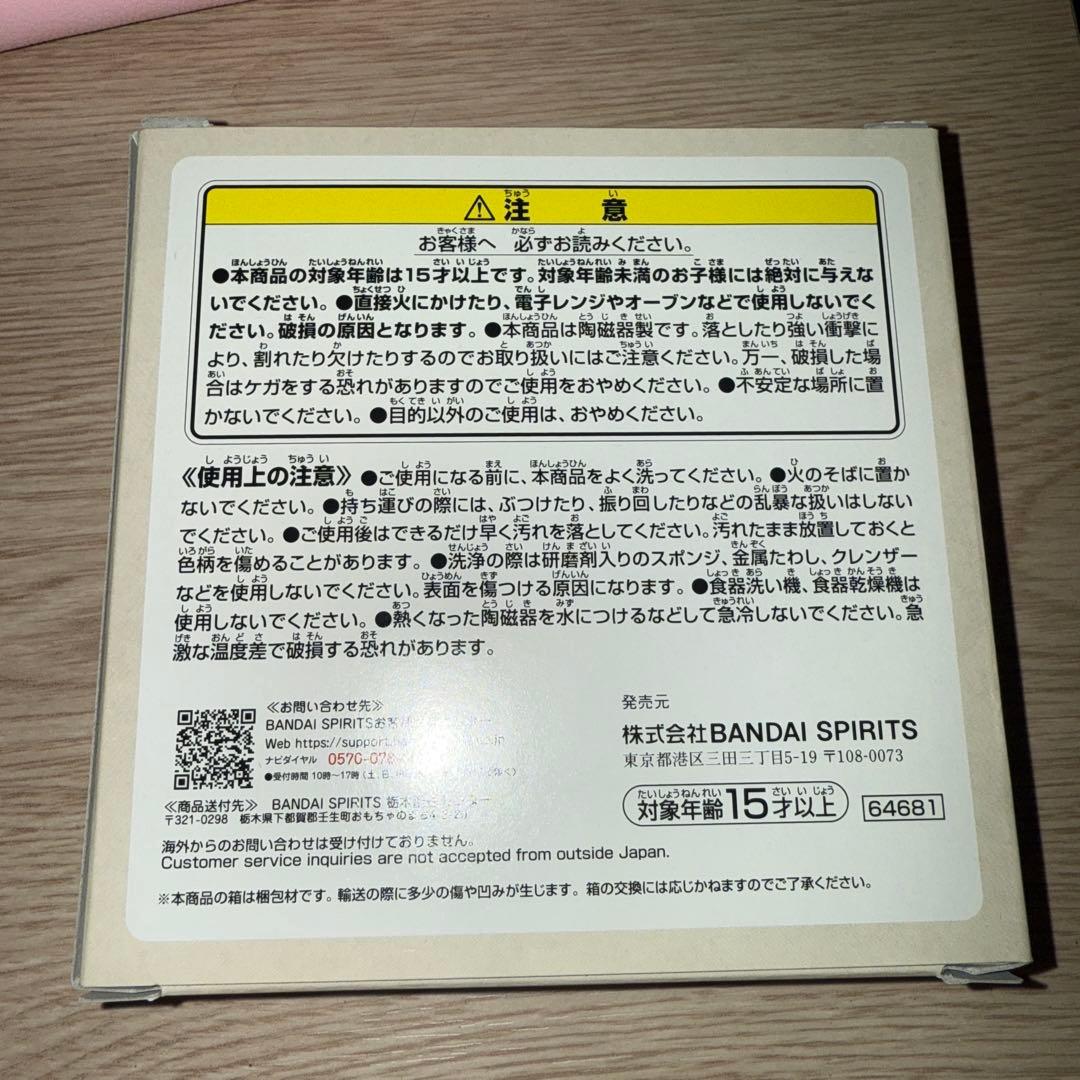 ⚠注意
お客様へ 必ずお読みください。
●本商品の対象年齢は15才以上です。対象年齢未満のお子様には絶対に与えな
いでください。●直接火にかけたり、電子レンジやオーブンなどで使用しないでく
ださい。破損の原因となります。●本商品は陶磁器製です。落としたり強い衝撃に
より、割れたり欠けたりするのでお取り扱いにはご注意ください。万一、破損した場
合はケガをする恐れがありますのでご使用をおやめください。●不安定な場所に置
かないでください。●目的以外のご使用は、おやめください。
《使用上の注意》●ご使用になる前に、本商品をよく洗ってください。●火のそばに置か
ないでください。●持ち運びの際には、ぶつけたり、振り回したりなどの乱暴な扱いはしない
でください。●ご使用後はできるだけ早く汚れを落としてください。汚れたまま放置しておくと
色柄を傷めることがあります。●洗浄の際は研磨剤入りのスポンジ、金属たわし、クレンザー
などを使用しないでください。表面を傷つける原因になります。●食器洗い機、食器乾燥機は
使用しないでください。●熱くなった陶磁器を水につけるなどして急冷しないでください。急
激な温度差で破損する恐れがあります。
≪お問い合わせ先≫
BANDAI SPIRITSお客
Web https://support
ナビダイヤル 0570-078
●受付時間 10時〜17時(土、日、
≪商品送付先≫ BANDAI SPIRITS 栃木
〒321-0298 栃木県下都賀郡壬生町おもちゃのまち
海外からのお問い合わせは受け付けておりません。
Customer service inquiries are not accepted from outside Japan.
発売元
株式会社BANDAI SPIRITS
東京都港区三田三丁目5-19 〒108-0073
対象年齢15才以上
64681
※本商品の箱は梱包材です。輸送の際に多少の傷や凹みが生じます。箱の交換には応じかねますのでご了承ください。